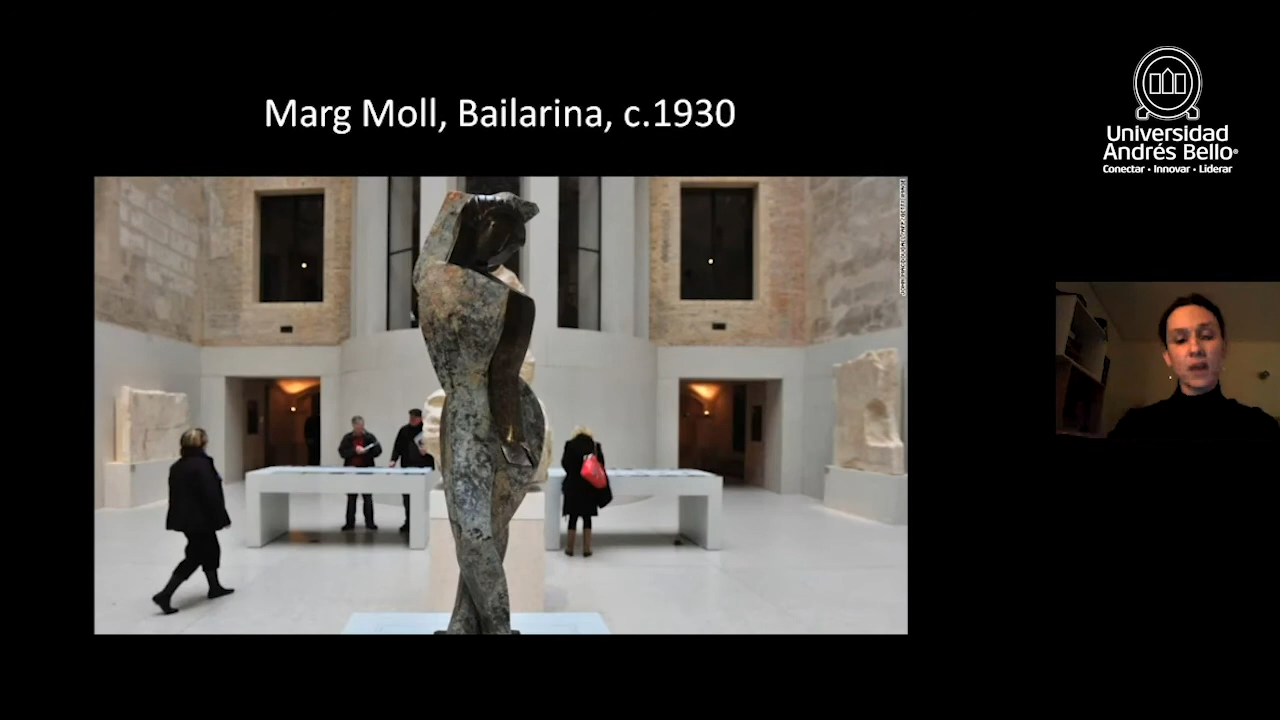 Marg Moll, Bailarina, c.1930
Universidad
Andrés Bello®
Conectar • Innovar • Liderar